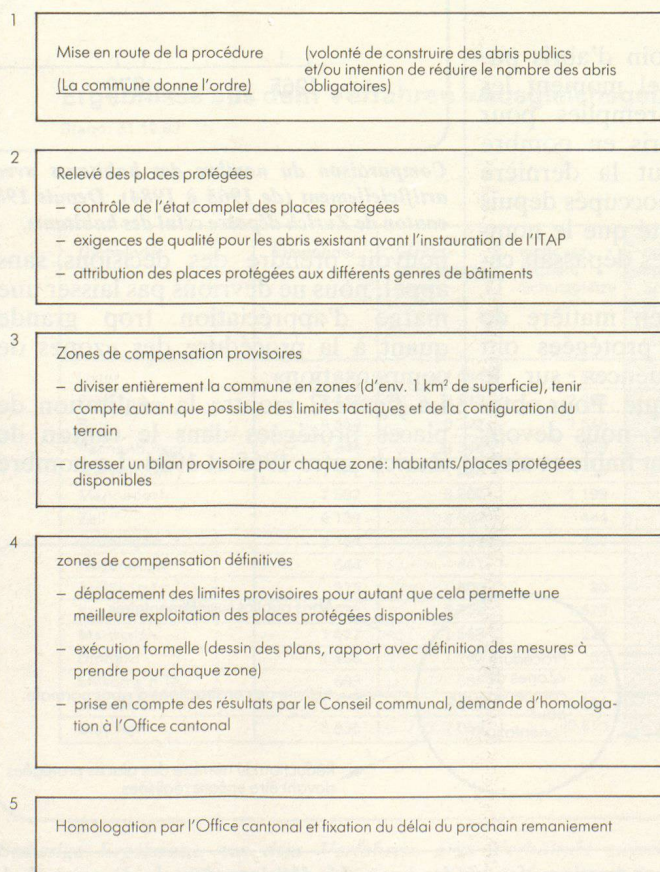 1
Mise en route de la procédure (volonté de construire des abris publics
et/ou intention de réduire le nombre des abris
(La commune donne l'ordre) obligatoires)
2
Relevé des places protégées
– contrôle de l'état complet des places protégées
– exigences de qualité pour les abris existant avant l'instauration de l'ITAP
– attribution des places protégées aux différents genres de bâtiments
3
Zones de compensation provisoires
– diviser entièrement la commune en zones (d'env. 1 km² de superficie), tenir
compte autant que possible des limites tactiques et de la configuration du
terrain
– dresser un bilan provisoire pour chaque zone: habitants/places protégées
disponibles
4
zones de compensation définitives
– déplacement des limites provisoires pour autant que cela permette une
meilleure exploitation des places protégées disponibles
– exécution formelle (dessin des plans, rapport avec définition des mesures à
prendre pour chaque zone)
– prise en compte des résultats par le Conseil communal, demande d'homologa-
tion à l'Office cantonal
5
Homologation par l'Office cantonal et fixation du délai du prochain remaniement